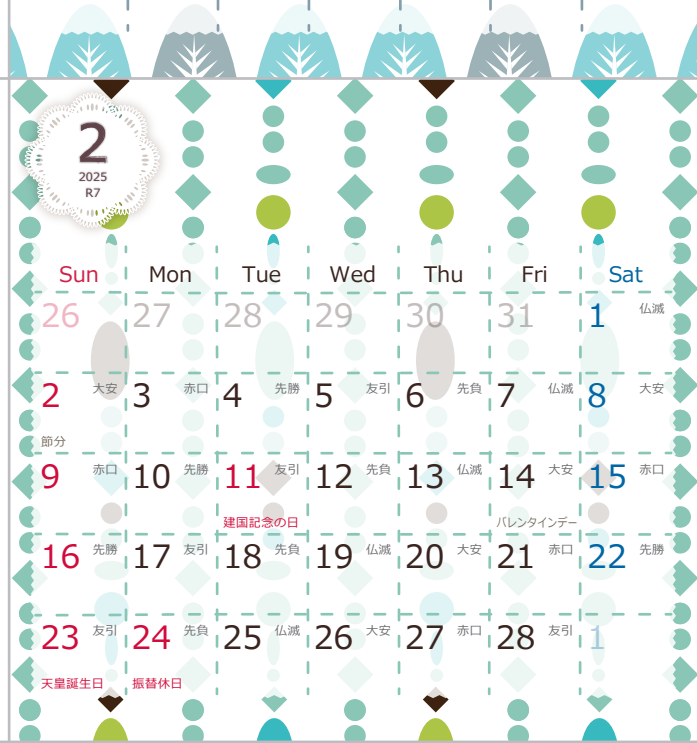 2
2025
R7
Sun Mon Tue Wed Thu Fri Sat
26 27 28 29 30 31 1 仏滅
2 大安 3 赤口 4 先勝 5 友引 6 先負 7 仏滅 8 大安
節分
9 赤口 10 先勝 11 友引 12 先負 13 仏滅 14 大安 15 赤口
建国記念の日 バレンタインデー
16 先勝 17 友引 18 先負 19 仏滅 20 大安 21 赤口 22 先勝
23 友引 24 先負 25 仏滅 26 大安 27 赤口 28 友引 1
天皇誕生日 振替休日